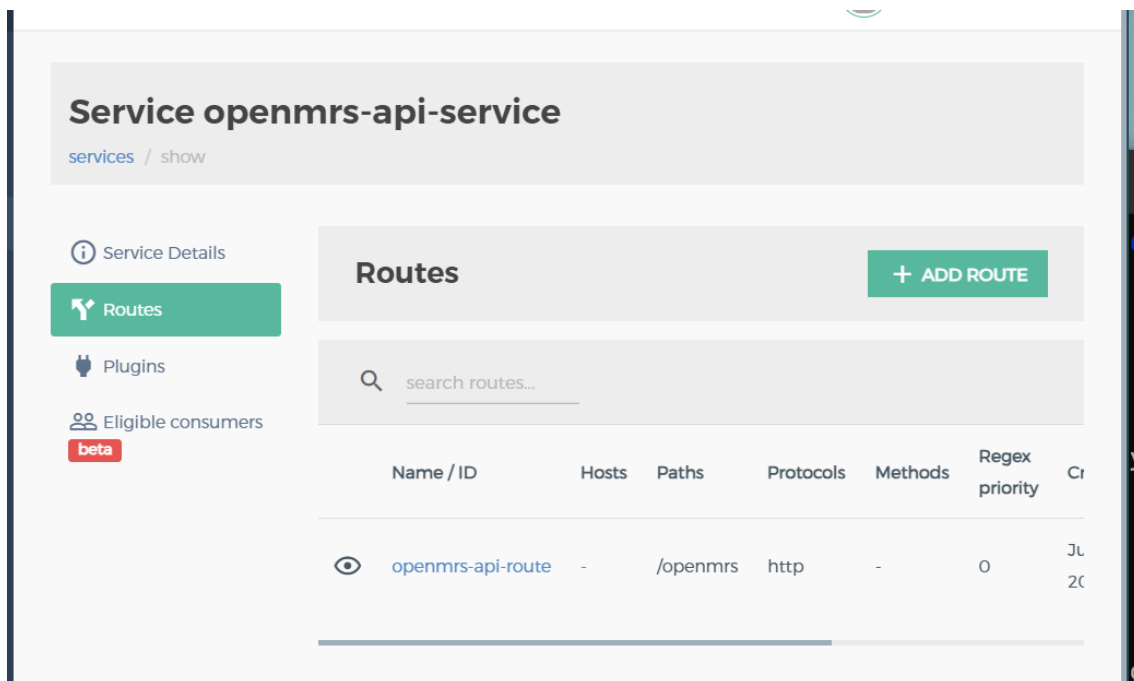 Service openmrs-api-service
services / show
Service Details
Routes
Plugins
Eligible consumers
beta
Routes
+ ADD ROUTE
search routes...
Name / ID Hosts Paths Protocols Methods Regex priority
openmrs-api-route - /openmrs http - 0